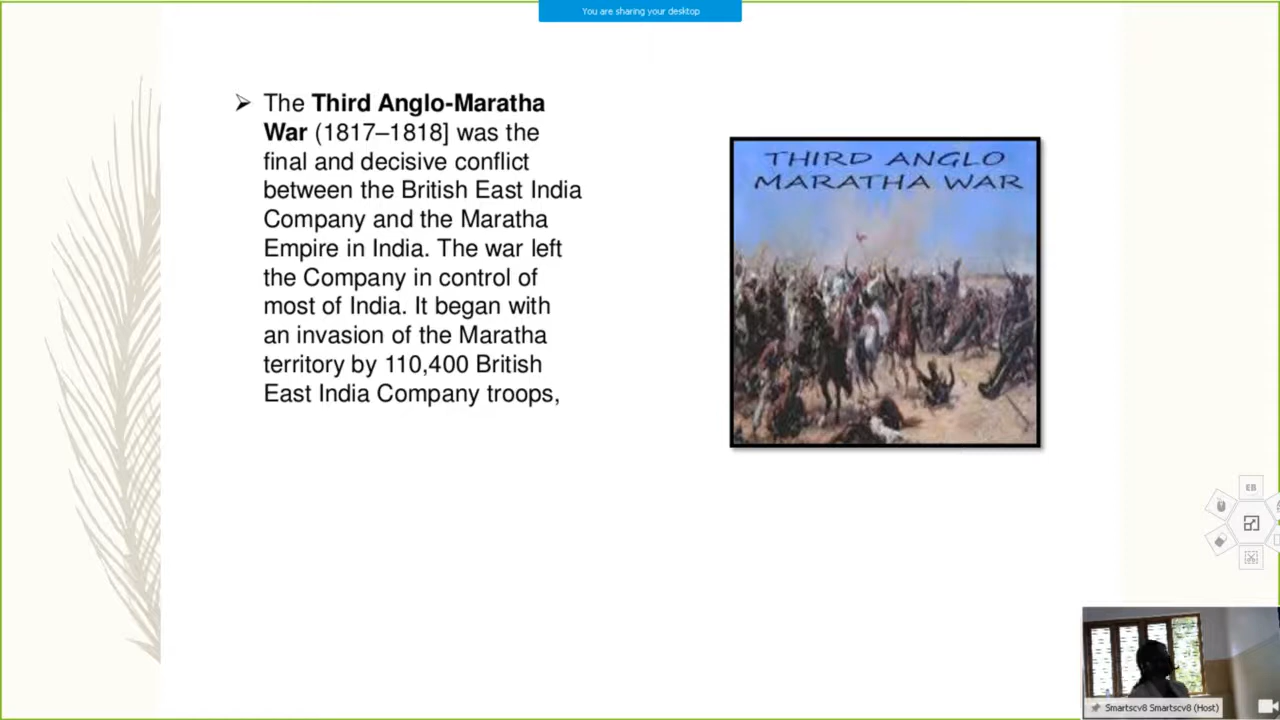 You are sharing your desktop
➢ The Third Anglo-Maratha
War (1817–1818] was the
final and decisive conflict
between the British East India
Company and the Maratha
Empire in India. The war left
the Company in control of
most of India. It began with
an invasion of the Maratha
territory by 110,400 British
East India Company troops,
THIRD ANGLO
MARATHA WAR
EB
Smartscv8 Smartscv8 (Host)